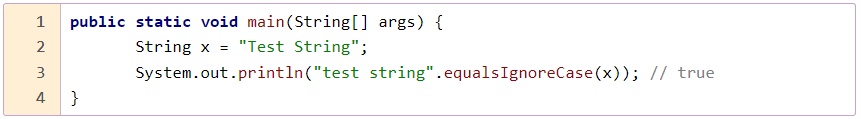 1 public static void main(String[] args) {
2 String x = "Test String";
3 System.out.println("test string".equalsIgnoreCase(x)); // true
4 }